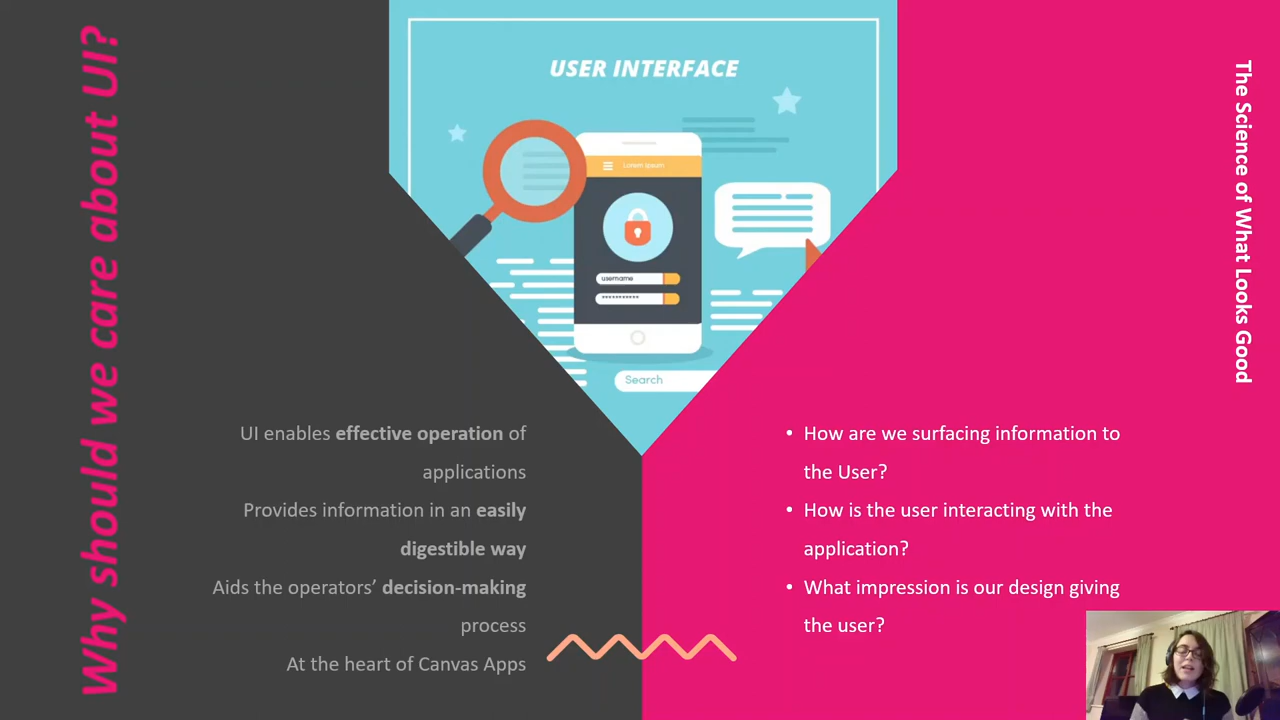 Why should we care about UI?
USER INTERFACE
Lorem Ipsum
username
***********
Search
UI enables effective operation of
applications
Provides information in an easily
digestible way
Aids the operators’ decision-making
process
At the heart of Canvas Apps
• How are we surfacing information to
the User?
• How is the user interacting with the
application?
• What impression is our design giving
the user?
The Science of What Looks Good